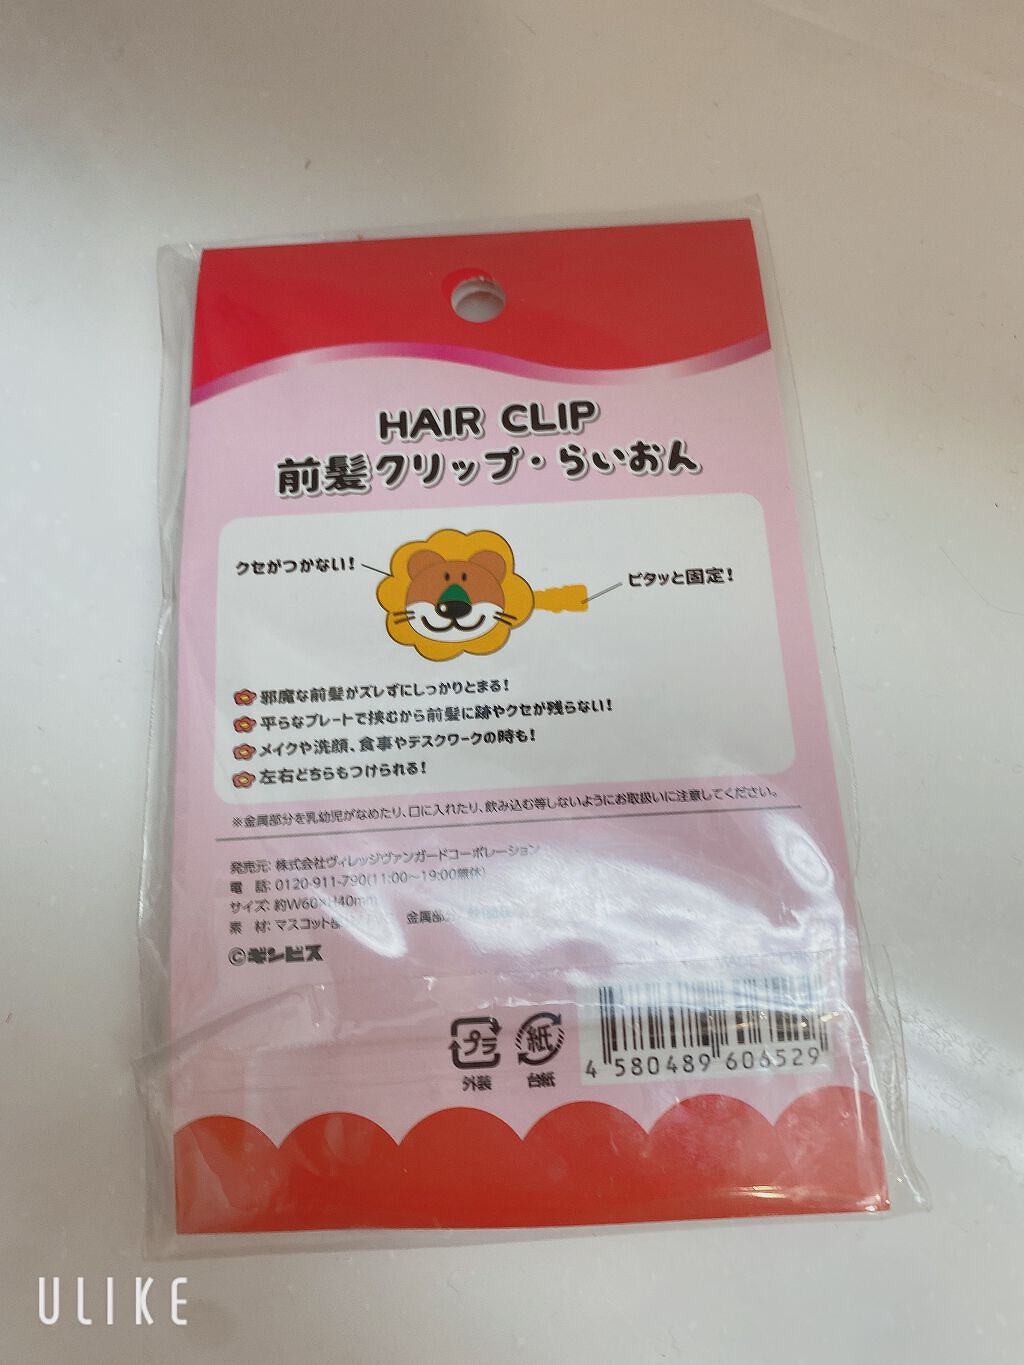 HAIR CLIP
前髪クリップ・らいおん
クセがつかない!
ピタッと固定!
邪魔な前髪がズレずにしっかりとまる!
平らなプレートで挟むから前髪に跡やクセが残らない!
メイクや洗顔、食事やデスクワークの時も!
左右どちらもつけられる!
※金属部分を乳幼児がなめたり、口に入れたり、飲み込む等しないようにお取扱いに注意してください。
発売元: 株式会社ヴィレッジヴァンガードコーポレーション
電 話: 0120-911-790(11:00〜19:00無休)
サイズ: 約W60×H40mm
素 材: マスコット部 金属部分
©ギンビス
プラ
外装
紙
台紙
4 580489 606529
ULIKE